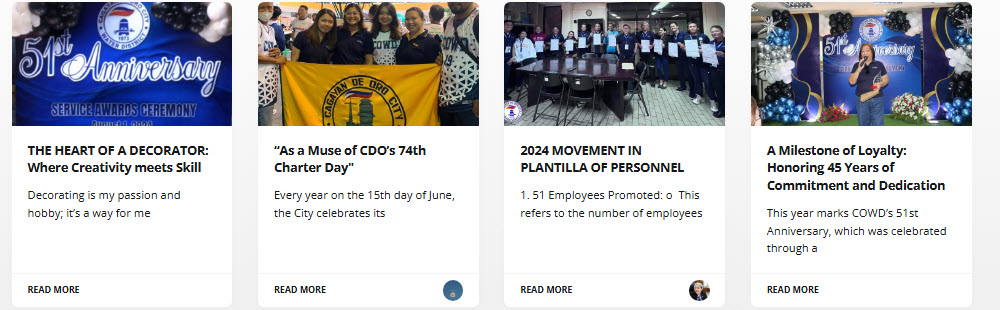 51st
Anniversary
SERVICE AWARDS CEREMONY
THE HEART OF A DECORATOR:
Where Creativity meets Skill
Decorating is my passion and
hobby; it’s a way for me
READ MORE
COWD
CAGAYAN DE ORO CITY
“As a Muse of CDO’s 74th
Charter Day"
Every year on the 15th day of June,
the City celebrates its
READ MORE
2024 MOVEMENT IN
PLANTILLA OF PERSONNEL
1. 51 Employees Promoted: o This
refers to the number of employees
READ MORE
A Milestone of Loyalty:
Honoring 45 Years of
Commitment and Dedication
This year marks COWD’s 51st
Anniversary, which was celebrated
through a
READ MORE